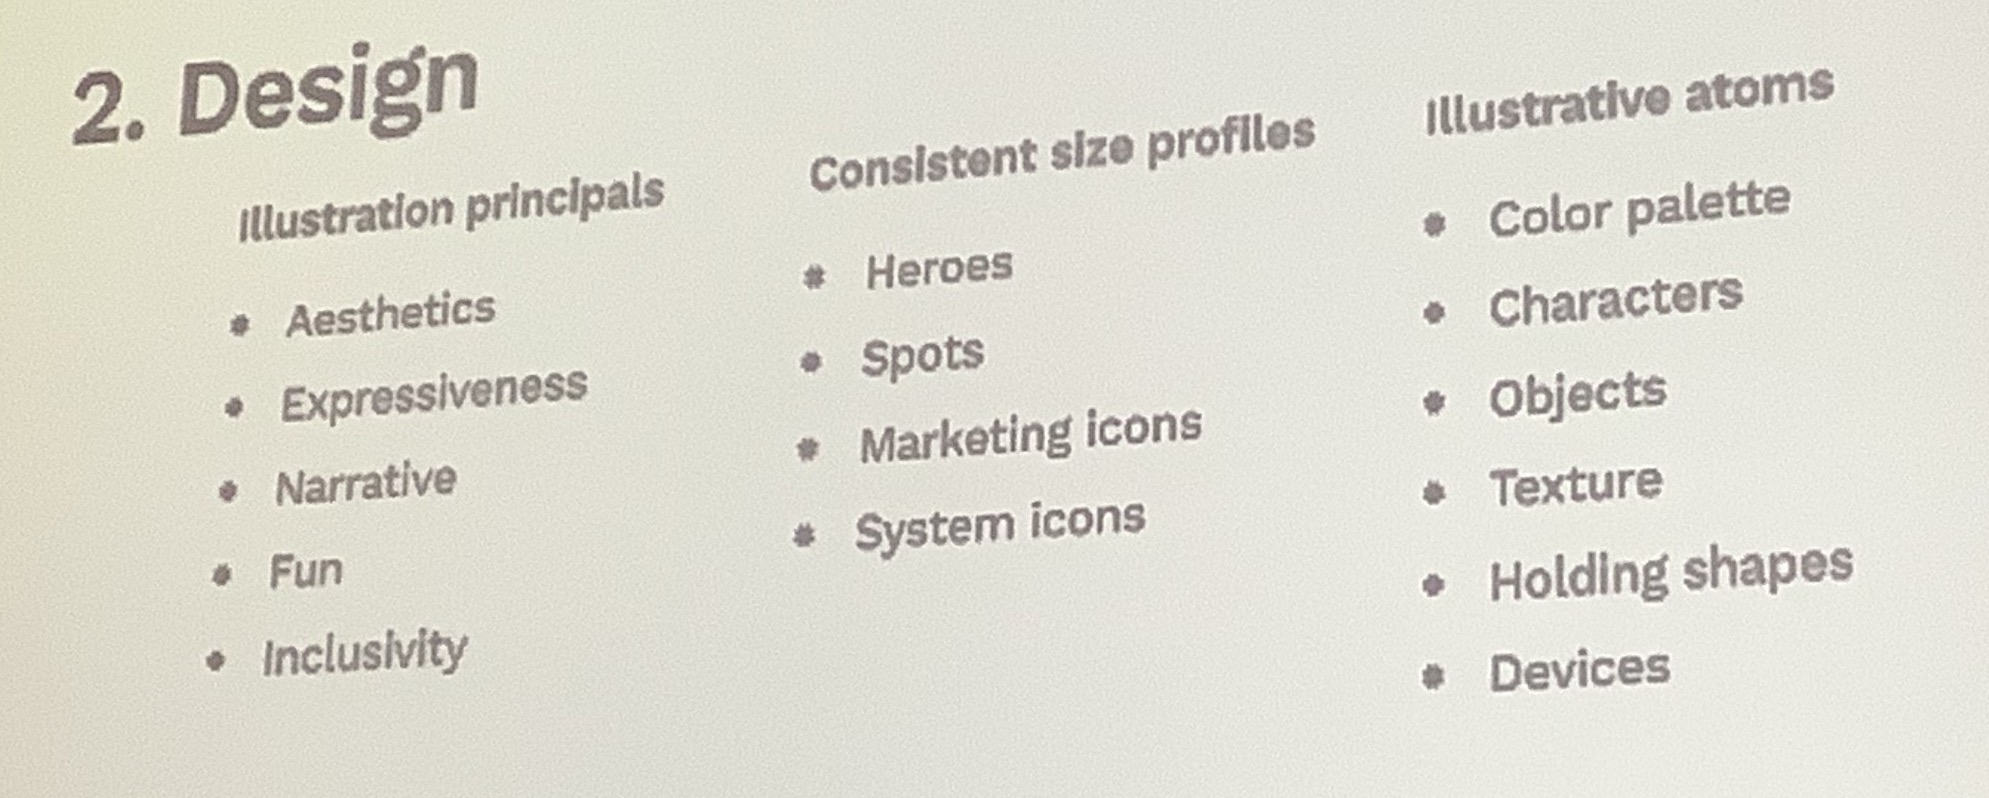 2. Design
Illustration principals
Aesthetics
Expressiveness
Narrative
Fun
Inclusivity
Consistent size profiles
Heroes
Spots
Marketing icons
System icons
Illustrative atoms
Color palette
Characters
Objects
Texture
Holding shapes
Devices